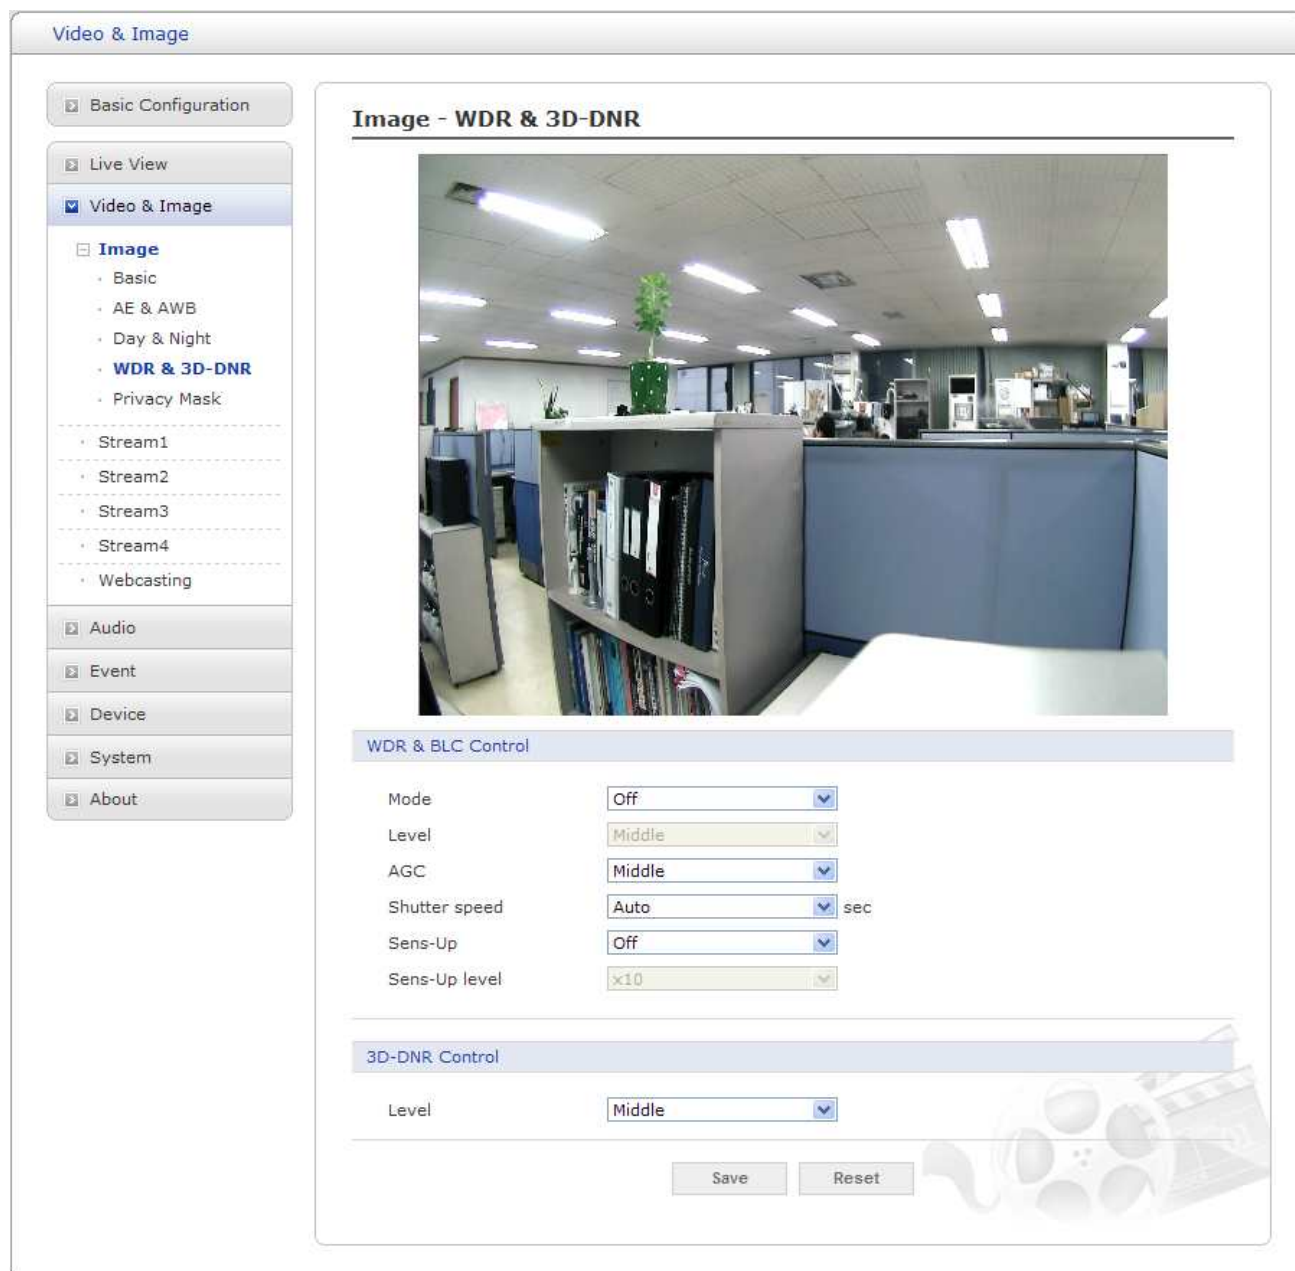 Video & Image
Basic Configuration
Live View
Video & Image
Image
Basic
AE & AWB
Day & Night
WDR & 3D-DNR
Privacy Mask
Stream1
Stream2
Stream3
Stream4
Webcasting
Audio
Event
Device
System
About
Image - WDR & 3D-DNR
WDR & BLC Control
Mode Off
Level Middle
AGC Middle
Shutter speed Auto sec
Sens-Up Off
Sens-Up level x10
3D-DNR Control
Level Middle
Save Reset